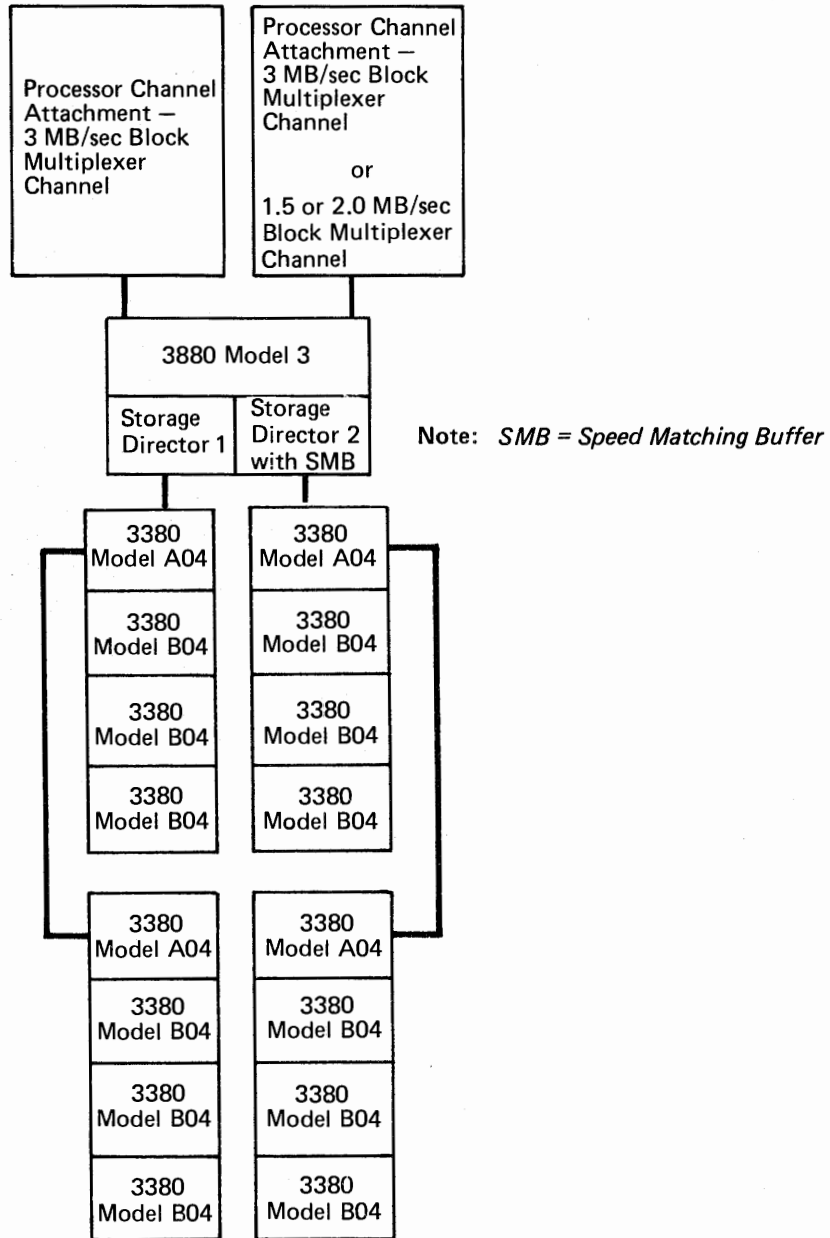 Processor Channel
Attachment —
3 MB/sec Block
Multiplexer
Channel
Processor Channel
Attachment —
3 MB/sec Block
Multiplexer
Channel
or
1.5 or 2.0 MB/sec
Block Multiplexer
Channel
3880 Model 3
Storage
Director 1
Storage
Director 2
with SMB
Note: SMB = Speed Matching Buffer
3380
Model A04
3380
Model A04
3380
Model B04
3380
Model B04
3380
Model B04
3380
Model B04
3380
Model B04
3380
Model B04
3380
Model A04
3380
Model A04
3380
Model B04
3380
Model B04
3380
Model B04
3380
Model B04
3380
Model B04
3380
Model B04